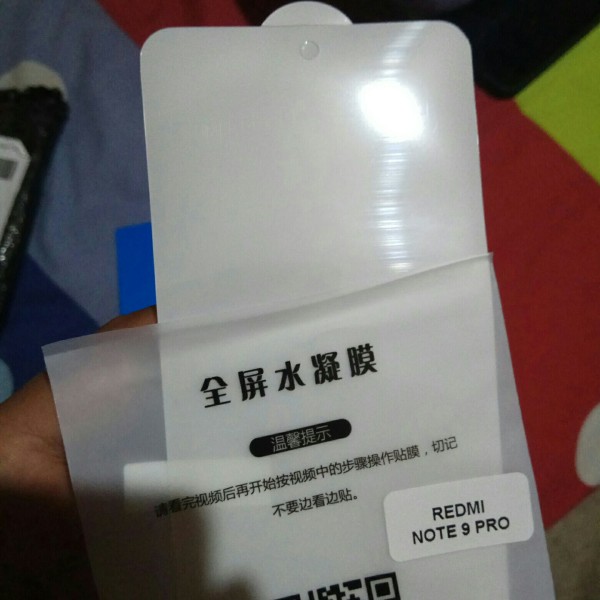 全屏水凝膜
温馨提示
请看完视频后再开始按视频中的步骤操作贴膜，切记
不要边看边贴。
REDMI
NOTE 9 PRO